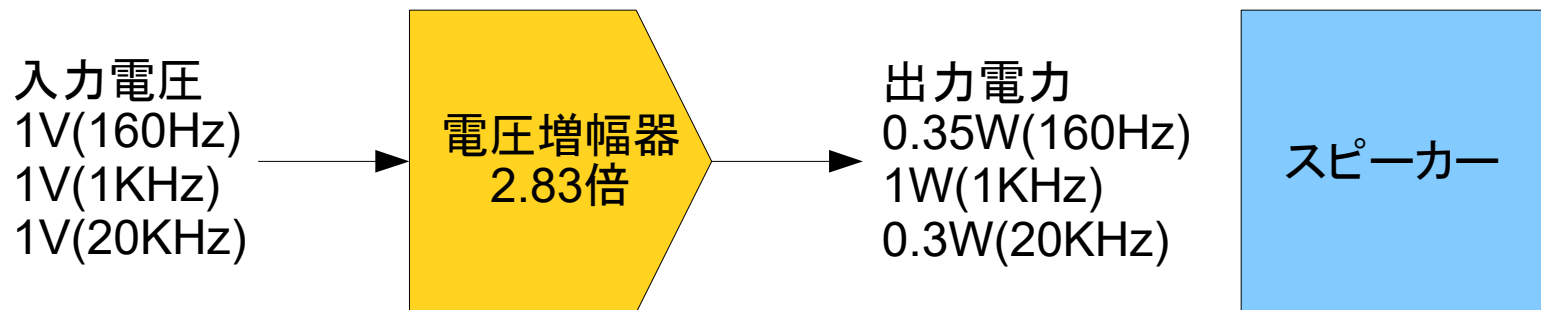 入力電圧
1V(160Hz)
1V(1KHz)
1V(20KHz)
電圧増幅器
2.83倍
出力電力
0.35W(160Hz)
1W(1KHz)
0.3W(20KHz)
スピーカー